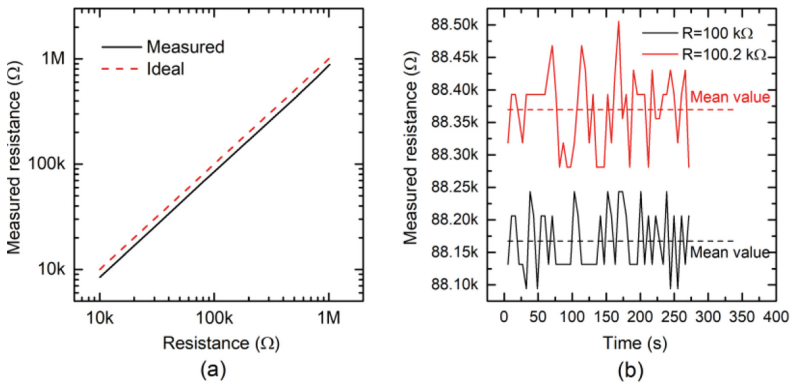 (a)
Measured resistance (Ω)
1M
100k
10k
Measured
Ideal
10k 100k 1M
Resistance (Ω)
(b)
Measured resistance (Ω)
88.50k
88.45k
88.40k
88.35k
88.30k
88.25k
88.20k
88.15k
88.10k
R=100 kΩ
R=100.2 kΩ
Mean value
Mean value
0 50 100 150 200 250 300 350 400
Time (s)